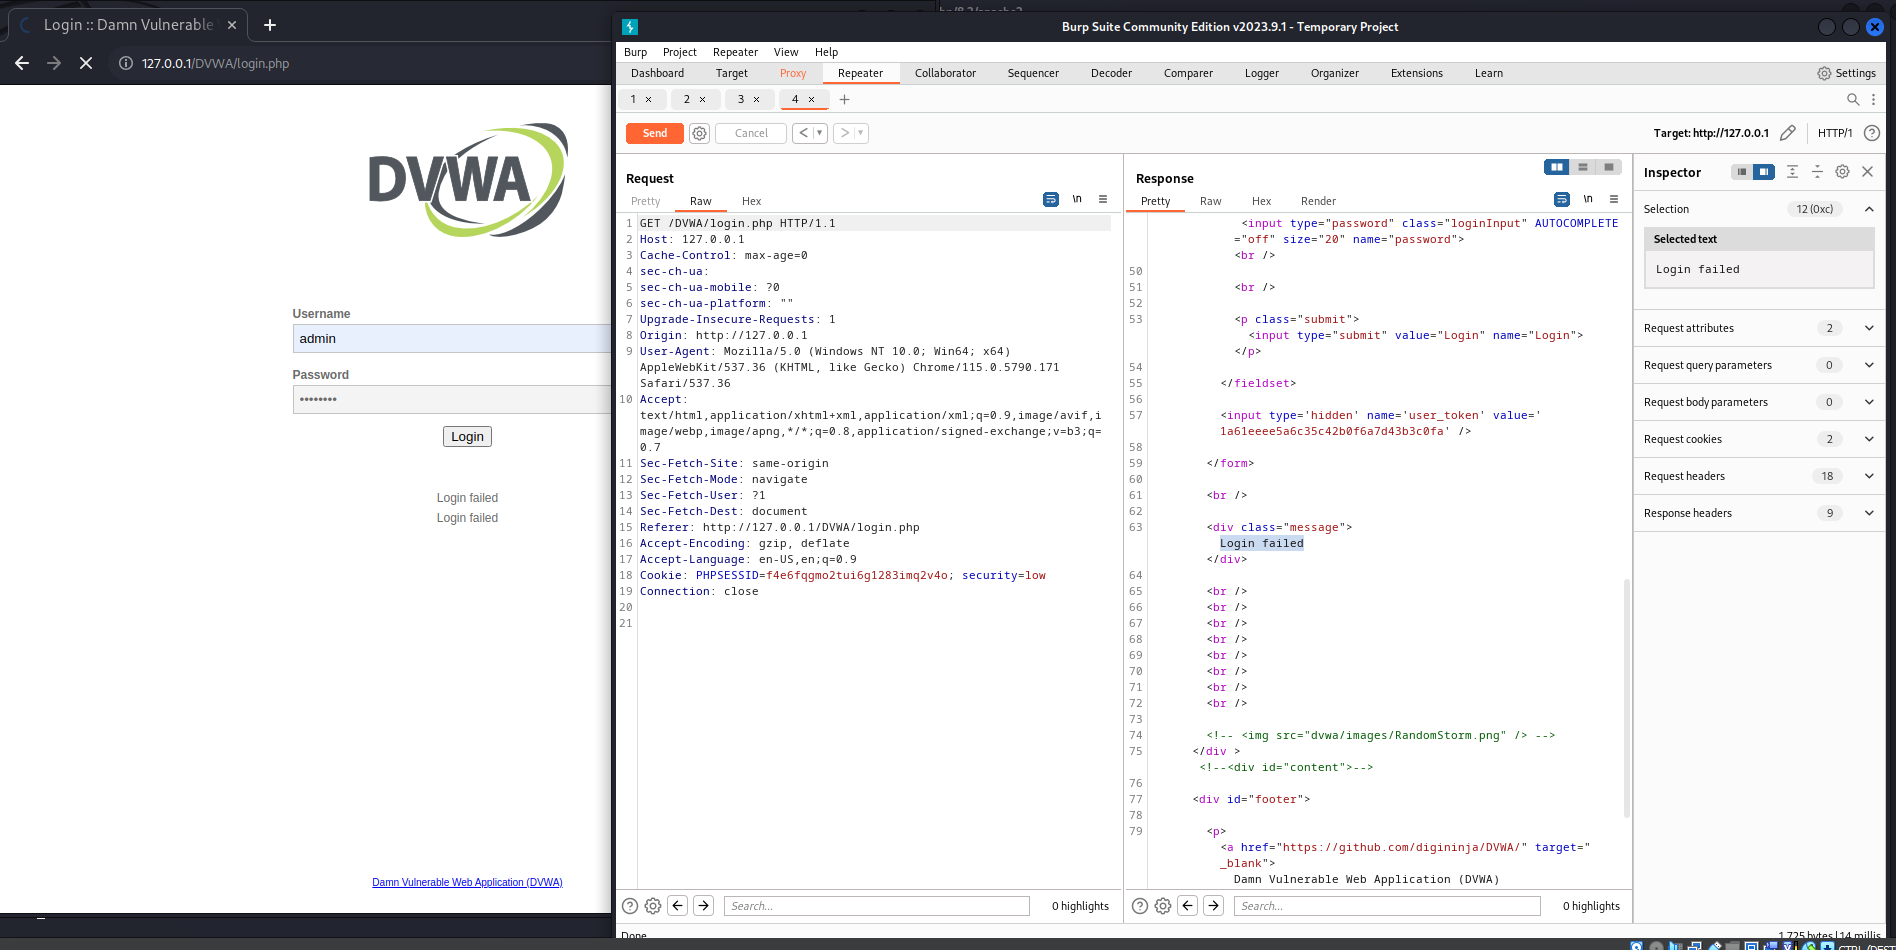 Login :: Damn Vulnerable
127.0.0.1/DVWA/login.php
DVWA
Username
admin
Password
••••••••
Login
Login failed
Login failed
Damn Vulnerable Web Application (DVWA)
Burp Suite Community Edition v2023.9.1 - Temporary Project
Burp Project Repeater View Help
Dashboard Target Proxy Repeater Collaborator Sequencer Decoder Comparer Logger Organizer Extensions Learn Settings
1 × 2 × 3 × 4 × +
Send Cancel < > Target: http://127.0.0.1 HTTP/1
Request
Pretty Raw Hex \n
1 GET /DVWA/login.php HTTP/1.1
2 Host: 127.0.0.1
3 Cache-Control: max-age=0
4 sec-ch-ua:
5 sec-ch-ua-mobile: ?0
6 sec-ch-ua-platform: ""
7 Upgrade-Insecure-Requests: 1
8 Origin: http://127.0.0.1
9 User-Agent: Mozilla/5.0 (Windows NT 10.0; Win64; x64)
AppleWebKit/537.36 (KHTML, like Gecko) Chrome/115.0.5790.171
Safari/537.36
10 Accept:
text/html,application/xhtml+xml,application/xml;q=0.9,image/avif,i
mage/webp,image/apng,*/*;q=0.8,application/signed-exchange;v=b3;q=
0.7
11 Sec-Fetch-Site: same-origin
12 Sec-Fetch-Mode: navigate
13 Sec-Fetch-User: ?1
14 Sec-Fetch-Dest: document
15 Referer: http://127.0.0.1/DVWA/login.php
16 Accept-Encoding: gzip, deflate
17 Accept-Language: en-US,en;q=0.9
18 Cookie: PHPSESSID=f4e6fqgmo2tui6g1283imq2v4o; security=low
19 Connection: close
20
21
Search...
0 highlights
Response
Pretty Raw Hex Render \n
<input type="password" class="loginInput" AUTOCOMPLETE
="off" size="20" name="password">
<br />
50
51 <br />
52
53 <p class="submit">
<input type="submit" value="Login" name="Login">
</p>
54
55 </fieldset>
56
57 <input type='hidden' name='user_token' value='
1a61eeee5a6c35c42b0f6a7d43b3c0fa' />
58
59 </form>
60
61 <br />
62
63 <div class="message">
Login failed
</div>
64
65 <br />
66 <br />
67 <br />
68 <br />
69 <br />
70 <br />
71 <br />
72 <br />
73
74 <!-- <img src="dvwa/images/RandomStorm.png" /> -->
75 </div >
<!--<div id="content">-->
76
77 <div id="footer">
78
79 <p>
<a href="https://github.com/digininja/DVWA/" target="
_blank">
Damn Vulnerable Web Application (DVWA)
Search...
0 highlights
Inspector
Selection 12 (0xc)
Selected text
Login failed
Request attributes 2
Request query parameters 0
Request body parameters 0
Request cookies 2
Request headers 18
Response headers 9
Done
1,725 bytes | 14 millis